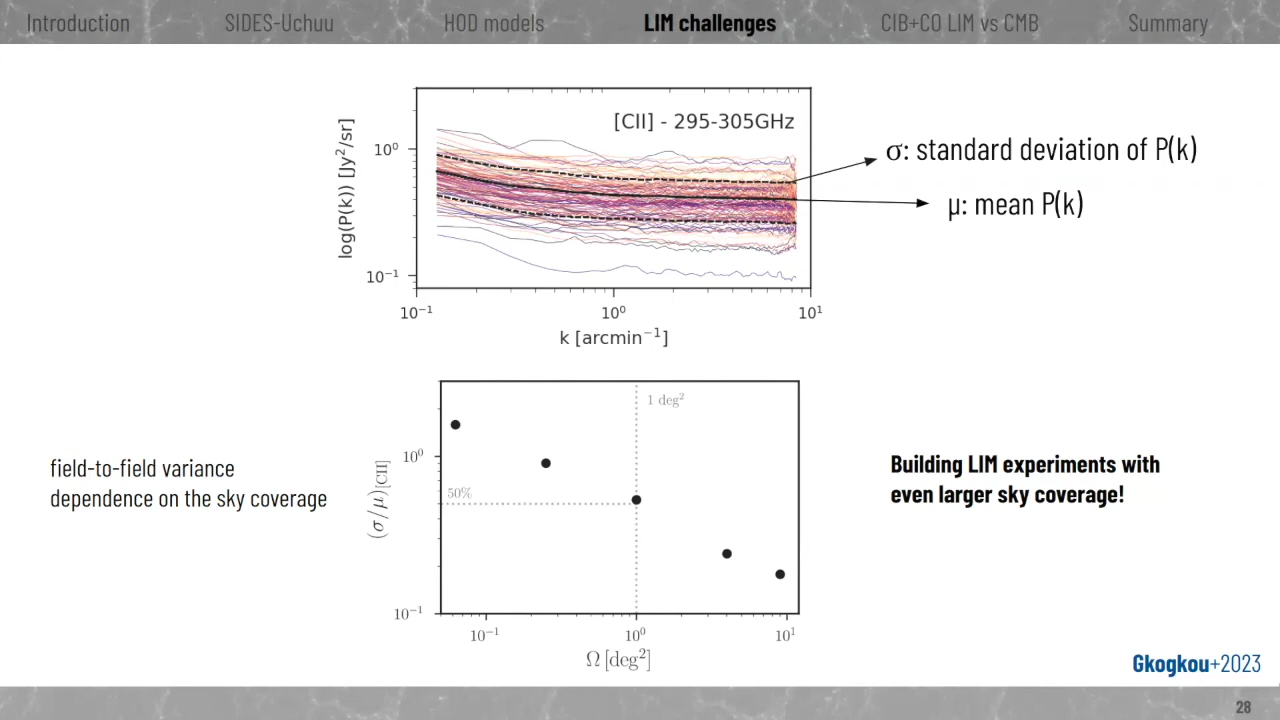 Introduction
SIDES-Uchuu
HOD models
LIM challenges
CIB+CO LIM vs CMB
Summary
[CII] - 295-305GHz
log(P(k)) [Jy²/sr]
10⁰
10⁻¹
10⁻¹
10⁰
10¹
k [arcmin⁻¹]
σ: standard deviation of P(k)
μ: mean P(k)
field-to-field variance
dependence on the sky coverage
(σ/μ)[CII]
10⁰
10⁻¹
50%
1 deg²
10⁻¹
10⁰
10¹
Ω [deg²]
Building LIM experiments with
even larger sky coverage!
Gkogkou+2023
28